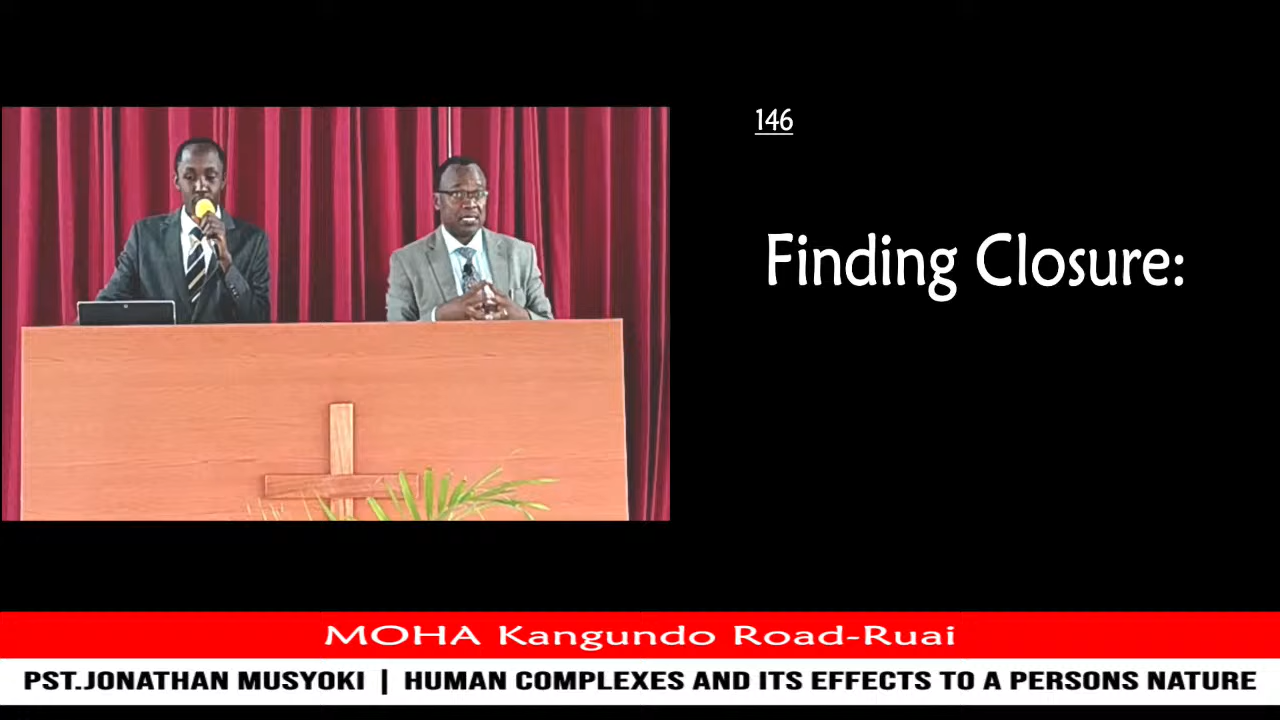 146
Finding Closure:
MOHA Kangundo Road-Ruai
PST.JONATHAN MUSYOKI | HUMAN COMPLEXES AND ITS EFFECTS TO A PERSONS NATURE